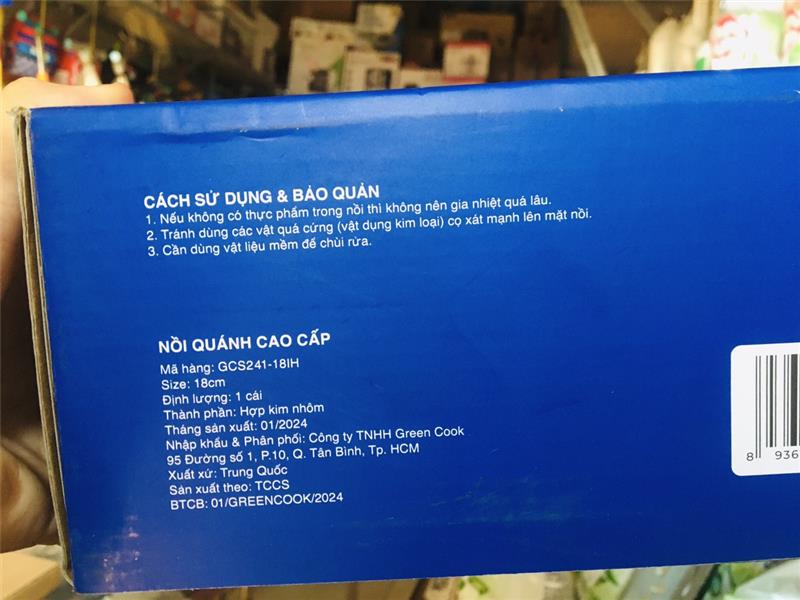 CÁCH SỬ DỤNG & BẢO QUẢN
1. Nếu không có thực phẩm trong nồi thì không nên gia nhiệt quá lâu.
2. Tránh dùng các vật quá cứng (vật dụng kim loại) cọ xát mạnh lên mặt nồi.
3. Cần dùng vật liệu mềm để chùi rửa.
NỒI QUÁNH CAO CẤP
Mã hàng: GCS241-18IH
Size: 18cm
Định lượng: 1 cái
Thành phần: Hợp kim nhôm
Tháng sản xuất: 01/2024
Nhập khẩu & Phân phối: Công ty TNHH Green Cook
95 Đường số 1, P.10, Q. Tân Bình, Tp. HCM
Xuất xứ: Trung Quốc
Sản xuất theo: TCCS
BTCB: 01/GREENCOOK/2024
8 936